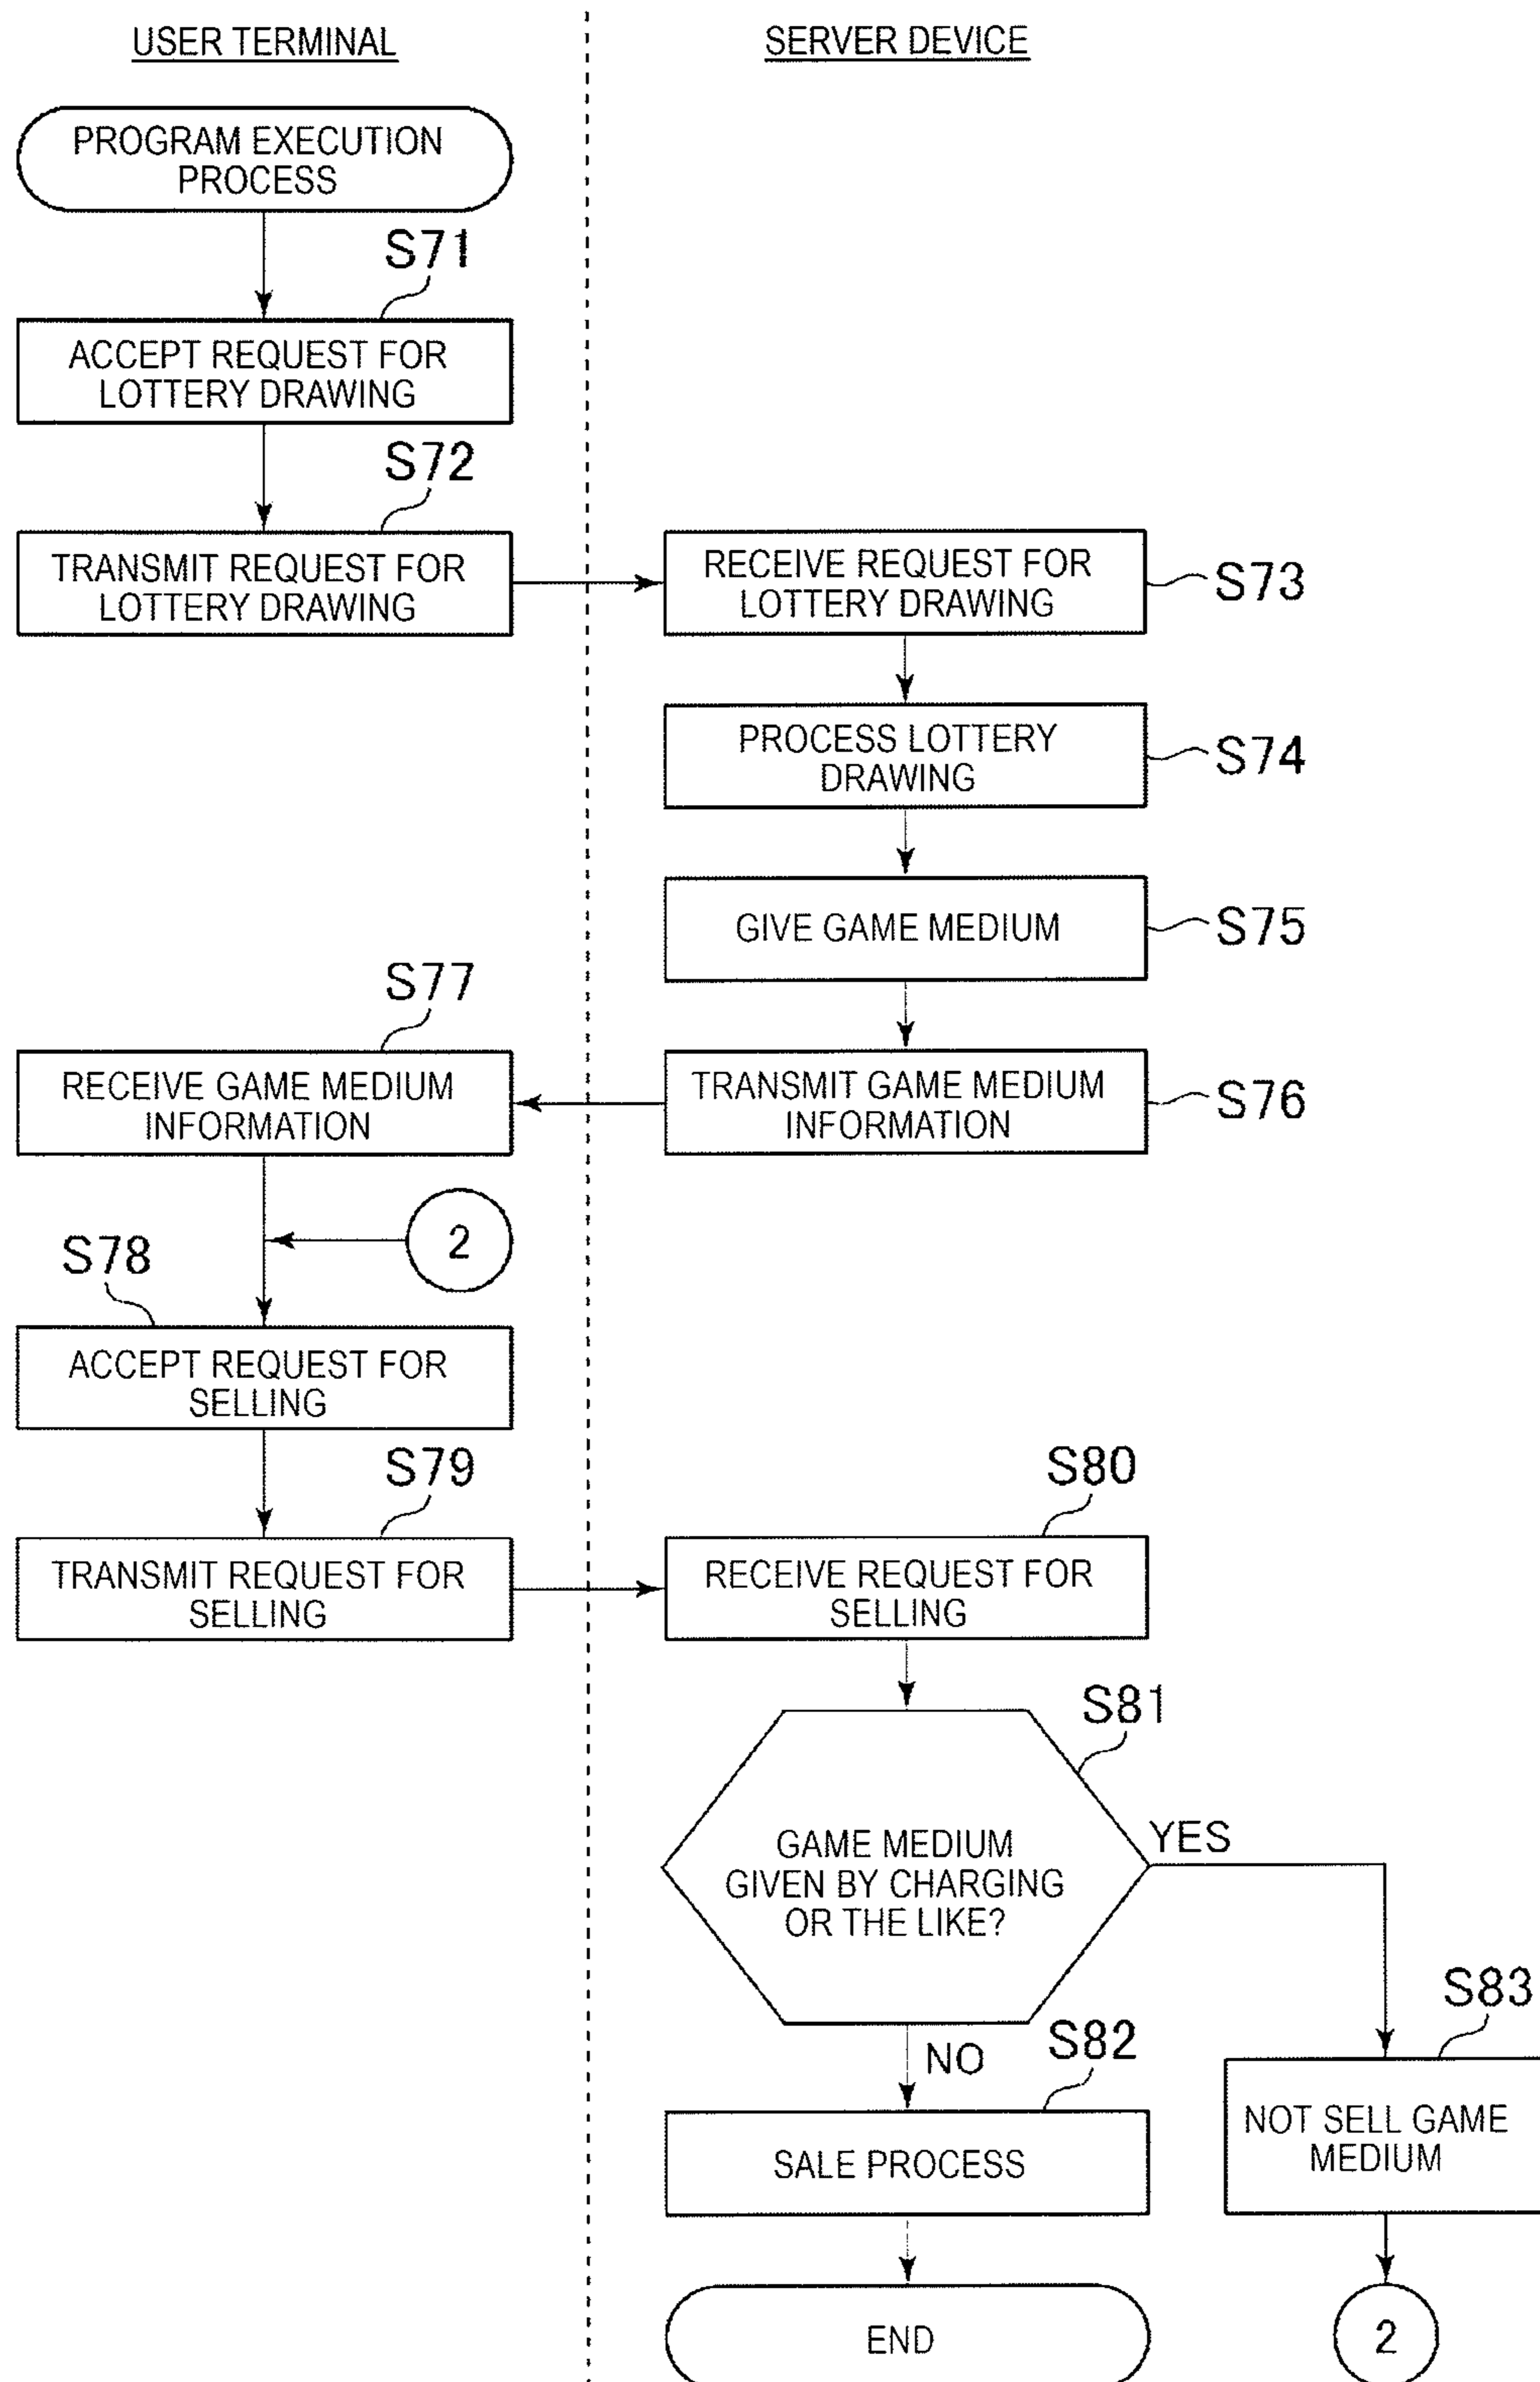 USER TERMINAL
SERVER DEVICE
PROGRAM EXECUTION
PROCESS
S71
ACCEPT REQUEST FOR
LOTTERY DRAWING
S72
TRANSMIT REQUEST FOR
LOTTERY DRAWING
RECEIVE REQUEST FOR
LOTTERY DRAWING
S73
PROCESS LOTTERY
DRAWING
S74
GIVE GAME MEDIUM
S75
TRANSMIT GAME MEDIUM
INFORMATION
S76
S77
RECEIVE GAME MEDIUM
INFORMATION
2
S78
ACCEPT REQUEST FOR
SELLING
S79
TRANSMIT REQUEST FOR
SELLING
S80
RECEIVE REQUEST FOR
SELLING
S81
GAME MEDIUM
GIVEN BY CHARGING
OR THE LIKE?
YES
NO
S82
SALE PROCESS
S83
NOT SELL GAME
MEDIUM
END
2